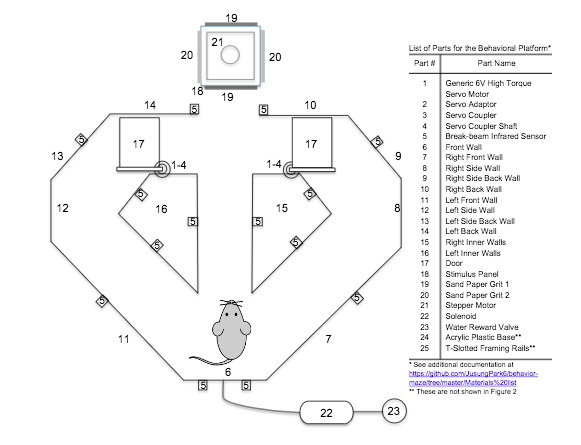 19
21
20
20
18
19
List of Parts for the Behavioral Platform*
Part #
Part Name
1 Generic 6V High Torque
Servo Motor
2 Servo Adaptor
3 Servo Coupler
4 Servo Coupler Shaft
5 Break-beam Infrared Sensor
6 Front Wall
7 Right Front Wall
8 Right Side Wall
9 Right Side Back Wall
10 Right Back Wall
11 Left Front Wall
12 Left Side Wall
13 Left Side Back Wall
14 Left Back Wall
15 Right Inner Walls
16 Left Inner Walls
17 Door
18 Stimulus Panel
19 Sand Paper Grit 1
20 Sand Paper Grit 2
21 Stepper Motor
22 Solenoid
23 Water Reward Valve
24 Acrylic Plastic Base**
25 T-Slotted Framing Rails**
* See additional documentation at
https://github.com/JusungPark6/behavior-
maze/tree/master/Materials%20list
** These are not shown in Figure 2
14
5
5
10
5
17
17
5
13
1-4
1-4
9
5
5
12
16
5
5
15
8
5
5
5
5
11
7
6
5
5
22
23